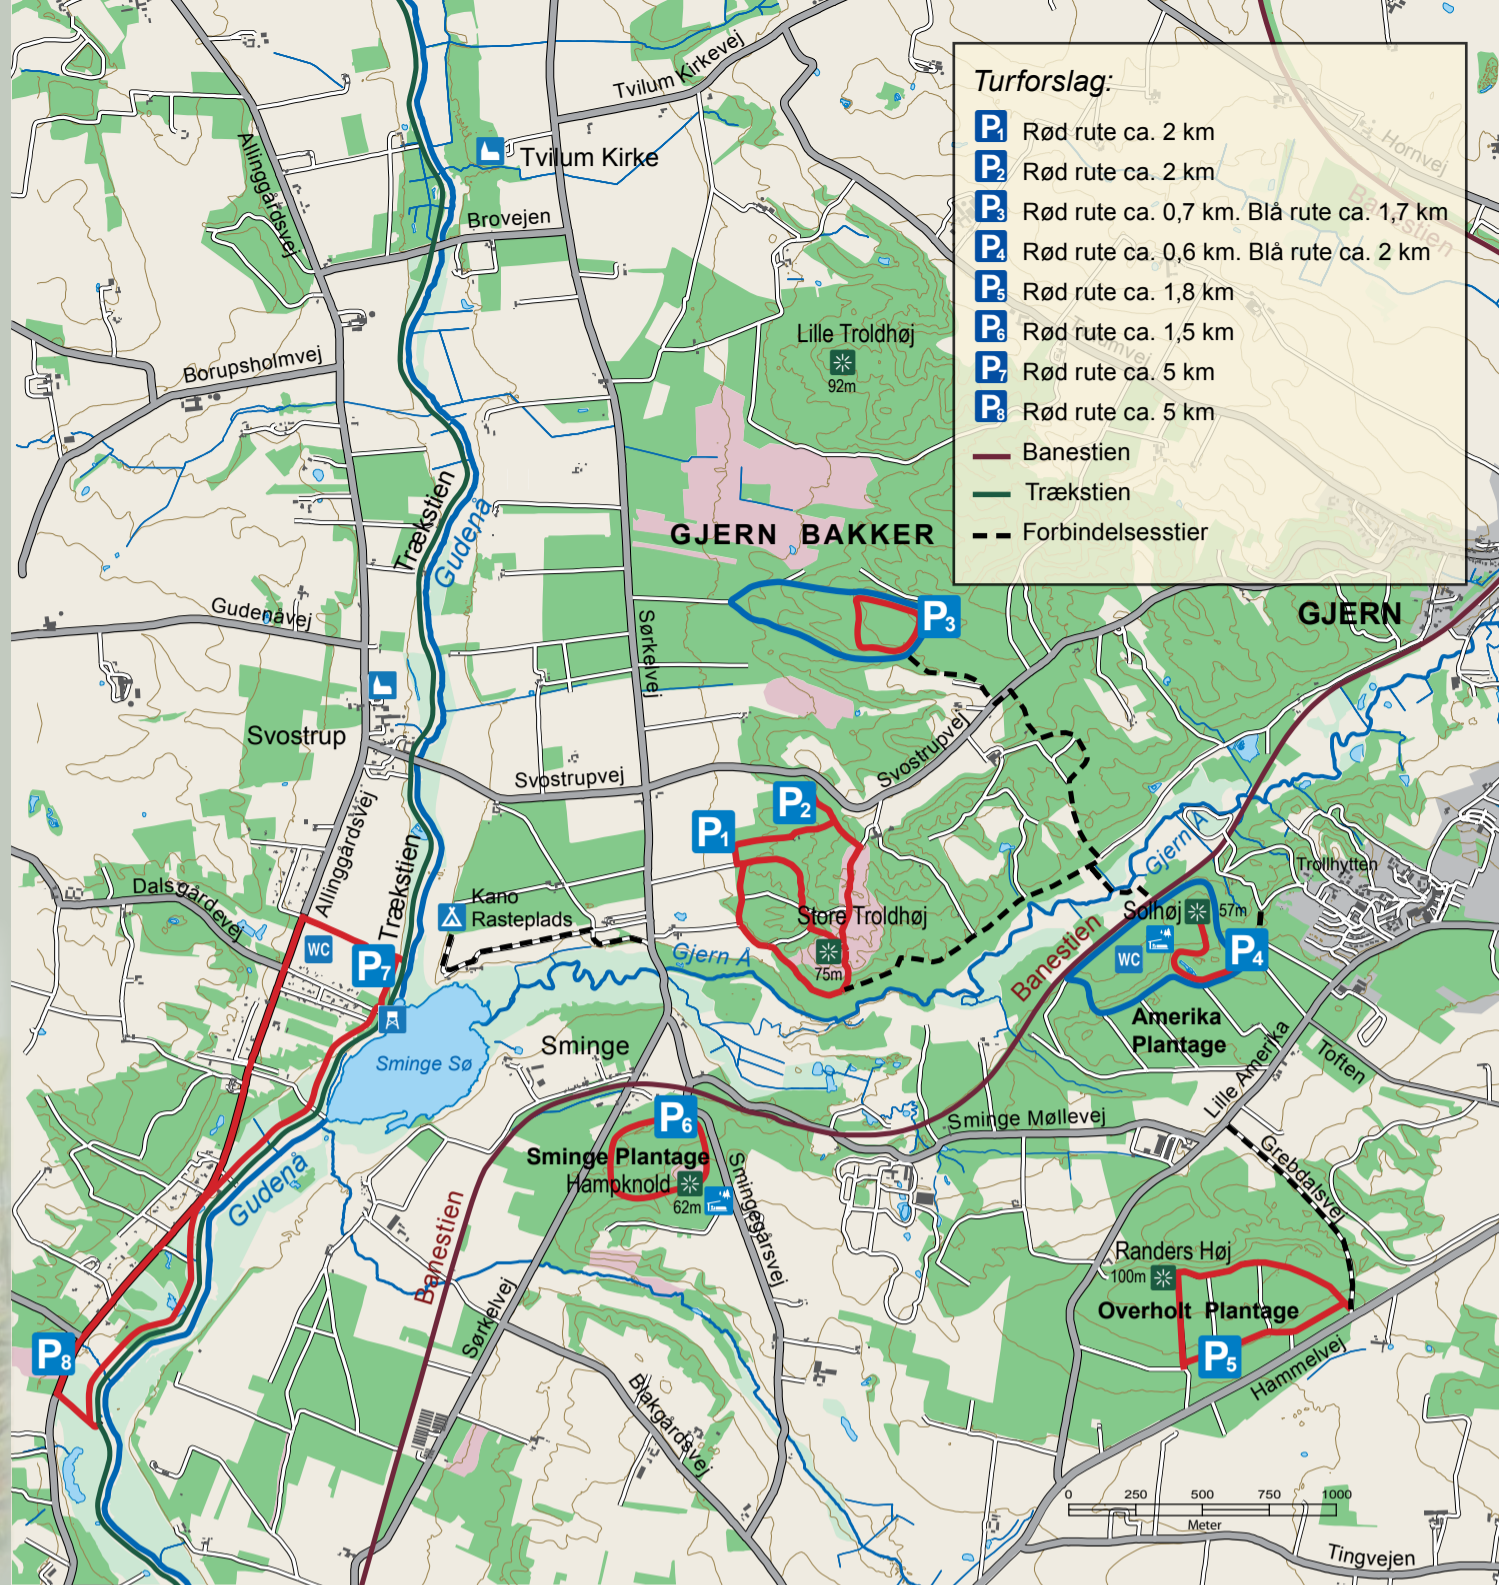 Turforslag:
P1 Rød rute ca. 2 km
P2 Rød rute ca. 2 km
P3 Rød rute ca. 0,7 km. Blå rute ca. 1,7 km
P4 Rød rute ca. 0,6 km. Blå rute ca. 2 km
P5 Rød rute ca. 1,8 km
P6 Rød rute ca. 1,5 km
P7 Rød rute ca. 5 km
P8 Rød rute ca. 5 km
Banestien
Trækstien
Forbindelsesstier
Hornvej
Banestien
Tvilum Kirkevej
Allinggårdsvej
Tvilum Kirke
Brovejen
Lille Troldhøj
92m
Borupsholmvej
Trækstien
Gudenå
GJERN BAKKER
Gudenåvej
P3
GJERN
Sørkelvej
Svostrup
Svostrupvej
Svostrupvej
P2
P1
Allinggårdsvej
Trækstien
Gjern Å
Trollhytten
Dalsgårdevej
Kano
Rasteplads
Store Troldhøj
75m
Solhøj
57m
WC
P7
Gjern Å
Banestien
WC
P4
Amerika
Plantage
Sminge Sø
Sminge
Lille Amerika
Toften
P6
Sminge Møllevej
Sminge Plantage
Hampknold
62m
Smingegårsvej
Grebdalsvej
Gudenå
Banestien
Randers Høj
100m
Overholt Plantage
P8
Sørkelvej
P5
Hammelvej
Blakgårdsvej
0 250 500 750 1000
Meter
Tingvejen